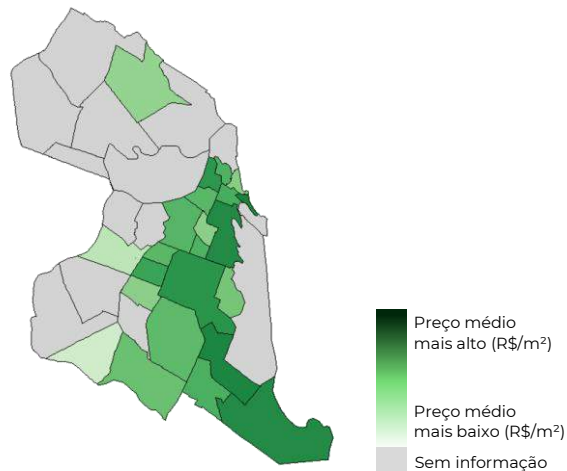 Preço médio
mais alto (R$/m²)
Preço médio
mais baixo (R$/m²)
Sem informação